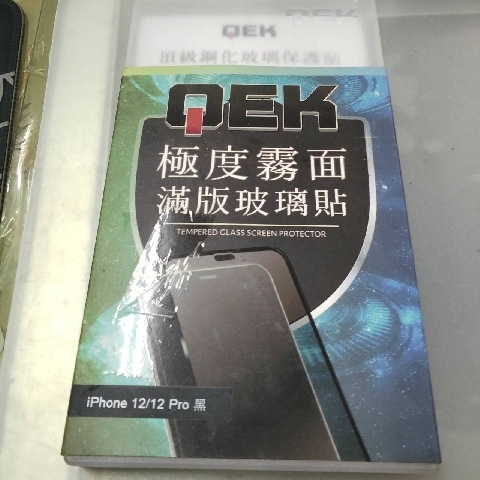 QEK
頂級鋼化玻璃保護貼
QEK
極度霧面
滿版玻璃貼
TEMPERED GLASS SCREEN PROTECTOR
iPhone 12/12 Pro 黑